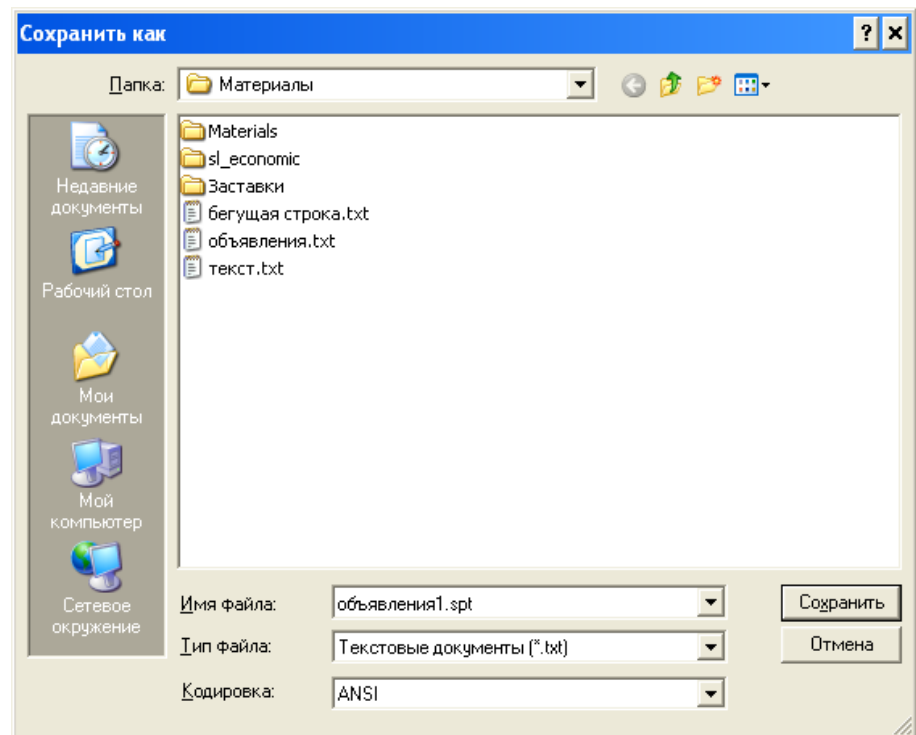 Сохранить как
Папка: Материалы
Недавние
документы
Рабочий стол
Мои
документы
Мой
компьютер
Сетевое
окружение
Materials
sl_economic
Заставки
бегущая строка.txt
объявления.txt
текст.txt
Имя файла: объявления1.spt Сохранить
Тип файла: Текстовые документы (*.txt) Отмена
Кодировка: ANSI